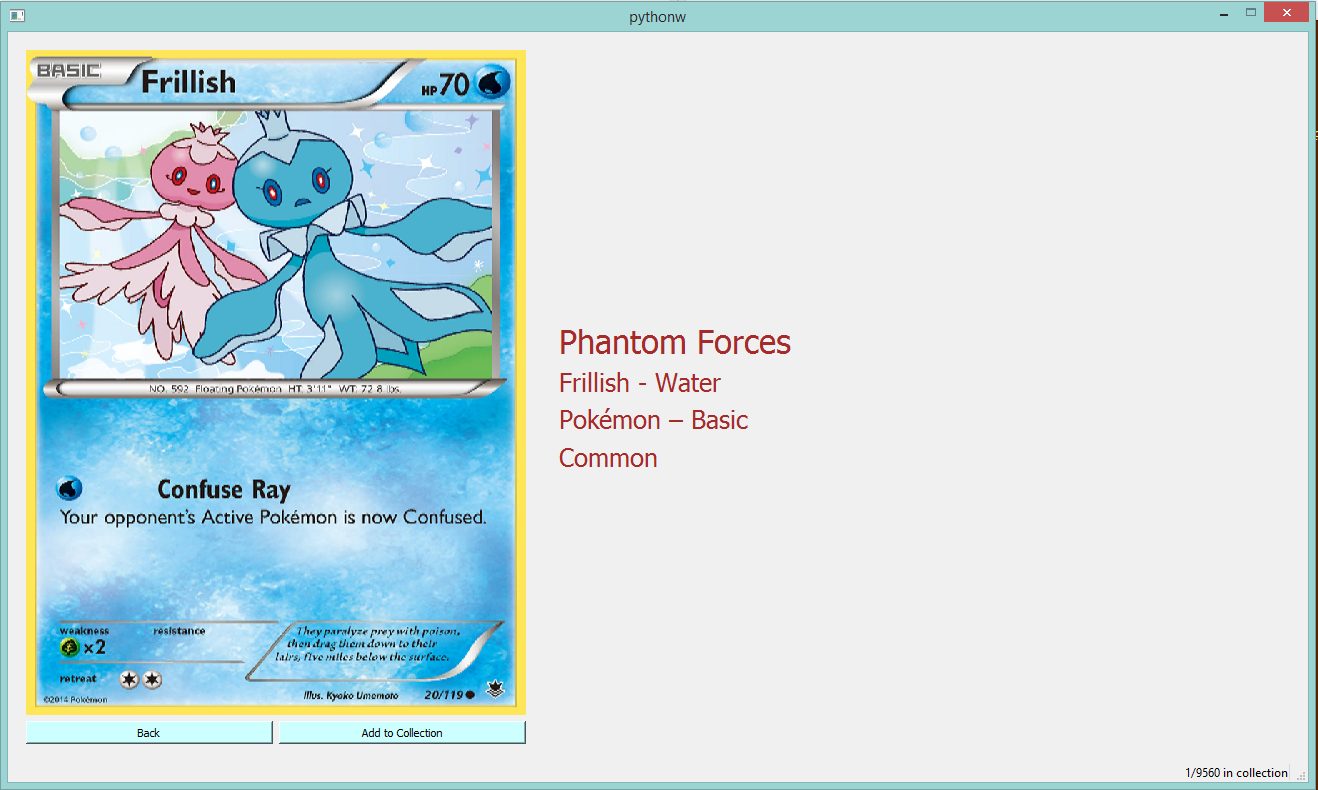 pythonw
BASIC
Frillish
HP70
NO. 592 Floating Pokémon HT: 3'11" WT: 72.8 lbs.
Confuse Ray
Your opponent's Active Pokémon is now Confused.
weakness
resistance
×2
retreat
They paralyze prey with poison,
then drag them down to their
lairs, five miles below the surface.
©2014 Pokémon
Illus. Kyoko Umemoto
20/119
Phantom Forces
Frillish - Water
Pokémon – Basic
Common
Back
Add to Collection
1/9560 in collection